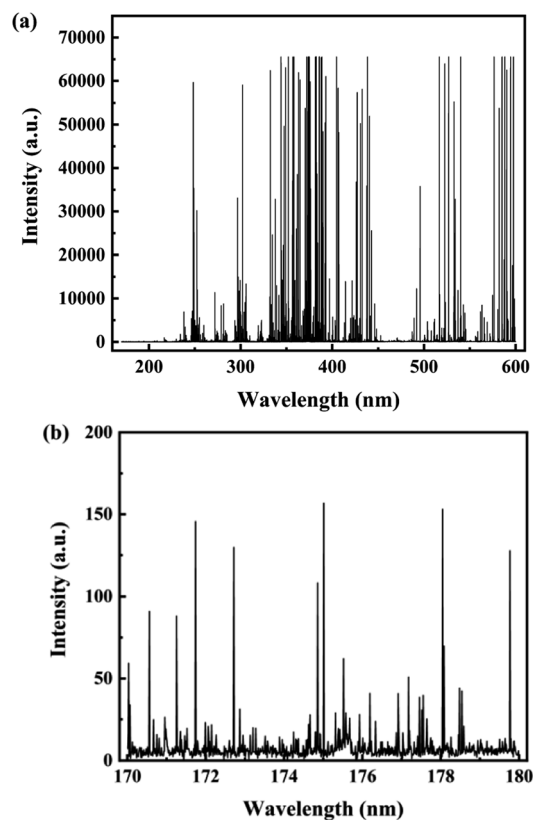 (a)
70000
60000
50000
40000
30000
20000
10000
0
Intensity (a.u.)
200 300 400 500 600
Wavelength (nm)
(b)
200
150
100
50
0
Intensity (a.u.)
170 172 174 176 178 180
Wavelength (nm)